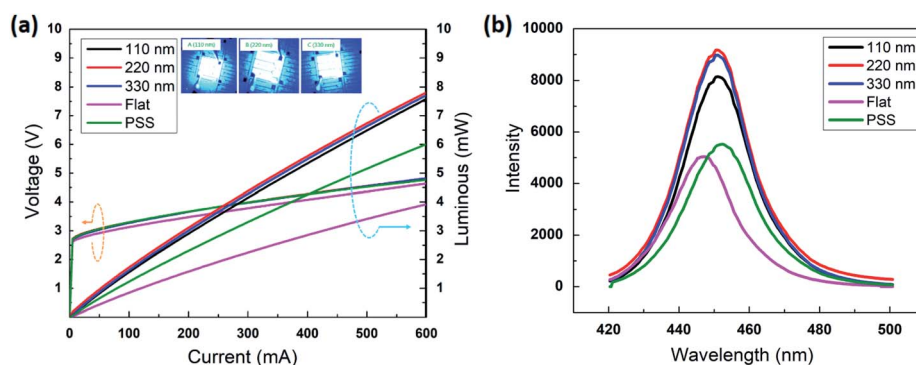 (a)
Voltage (V)
10
9
8
7
6
5
4
3
2
1
110 nm
220 nm
330 nm
Flat
PSS
A (110 nm)
B (220 nm)
C (330 nm)
10
9
8
7
6
5
4
3
2
1
Luminous (mW)
0
100
200
300
400
500
600
Current (mA)
(b)
Intensity
10000
8000
6000
4000
2000
0
110 nm
220 nm
330 nm
Flat
PSS
420
440
460
480
500
Wavelength (nm)